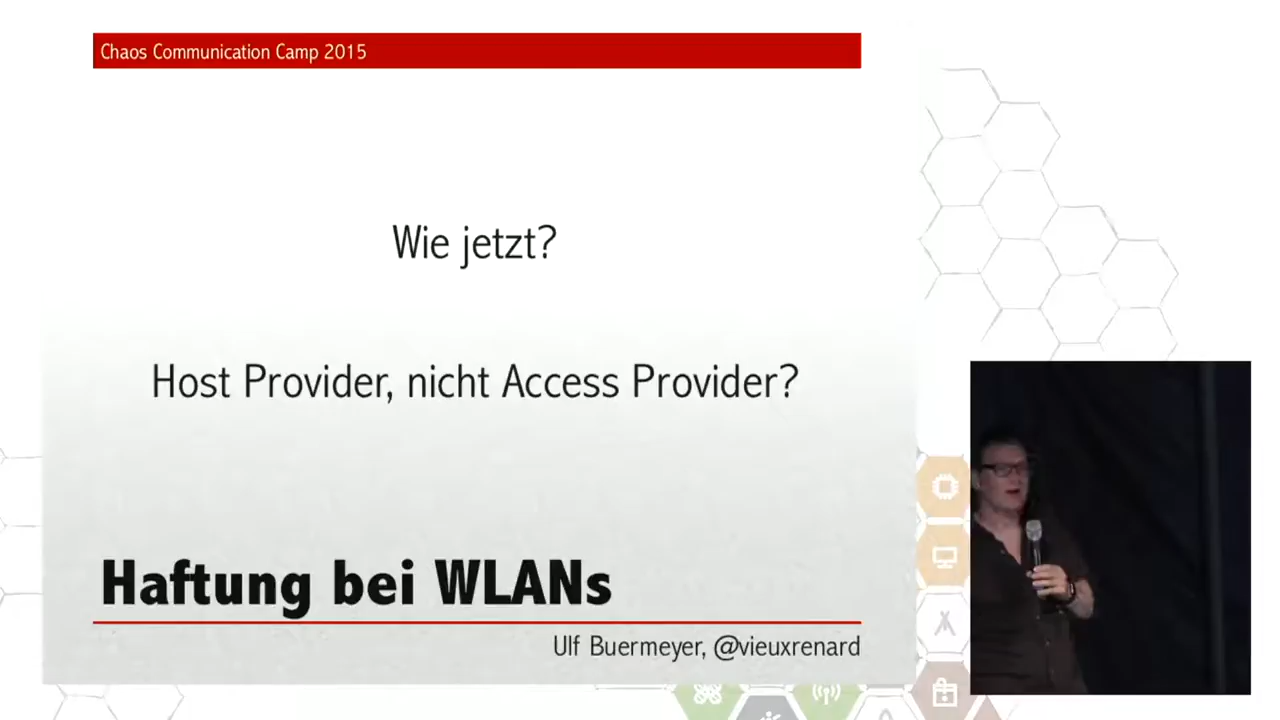 Chaos Communication Camp 2015
Wie jetzt?
Host Provider, nicht Access Provider?
Haftung bei WLANs
Ulf Buermeyer, @vieuxrenard